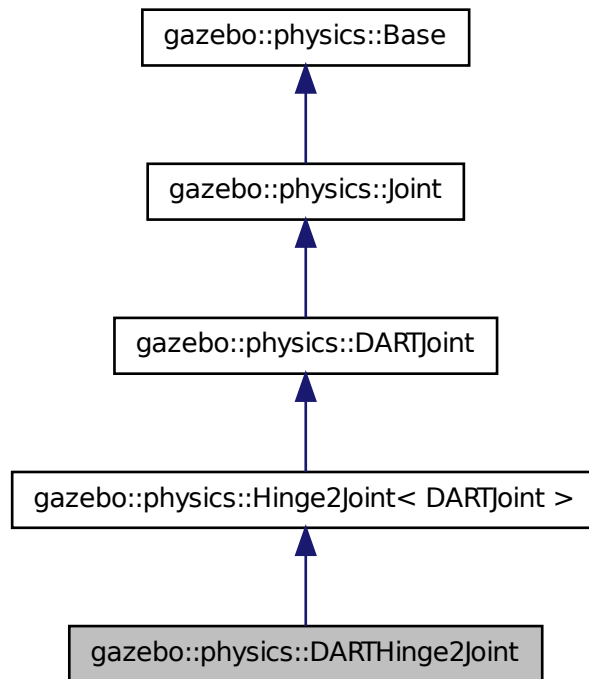 gazebo::physics::Base
gazebo::physics::Joint
gazebo::physics::DARTJoint
gazebo::physics::Hinge2Joint< DARTJoint >
gazebo::physics::DARTHinge2Joint